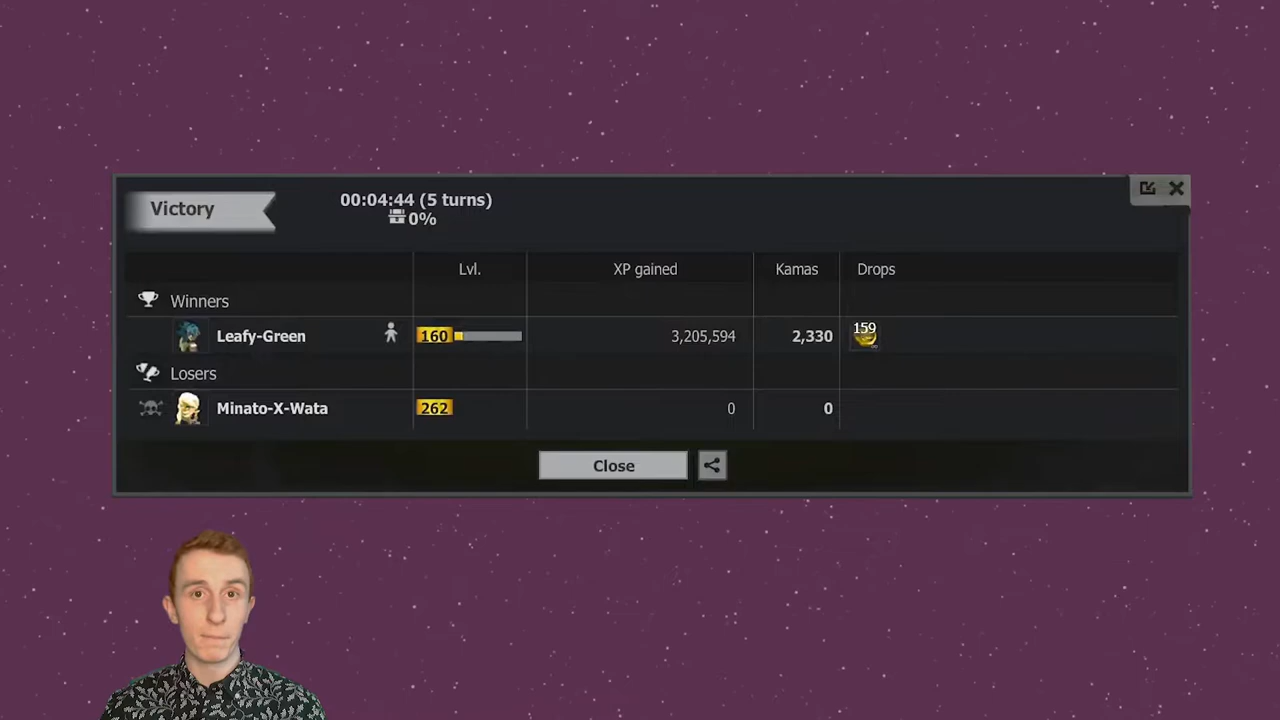 Victory
00:04:44 (5 turns)
0%
Lvl. XP gained Kamas Drops
Winners
Leafy-Green 160 3,205,594 2,330 159
Losers
Minato-X-Wata 262 0 0
Close